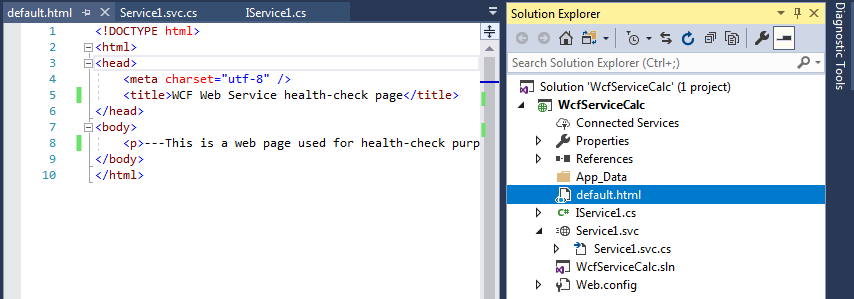 default.html
Service1.svc.cs
IService1.cs
1 <!DOCTYPE html>
2 <html>
3 <head>
4 <meta charset="utf-8" />
5 <title>WCF Web Service health-check page</title>
6 </head>
7 <body>
8 <p>---This is a web page used for health-check purp
9 </body>
10 </html>
Solution Explorer
Search Solution Explorer (Ctrl+;)
Solution 'WcfServiceCalc' (1 project)
WcfServiceCalc
Connected Services
Properties
References
App_Data
default.html
C# IService1.cs
Service1.svc
Service1.svc.cs
WcfServiceCalc.sln
Web.config
Diagnostic Tools